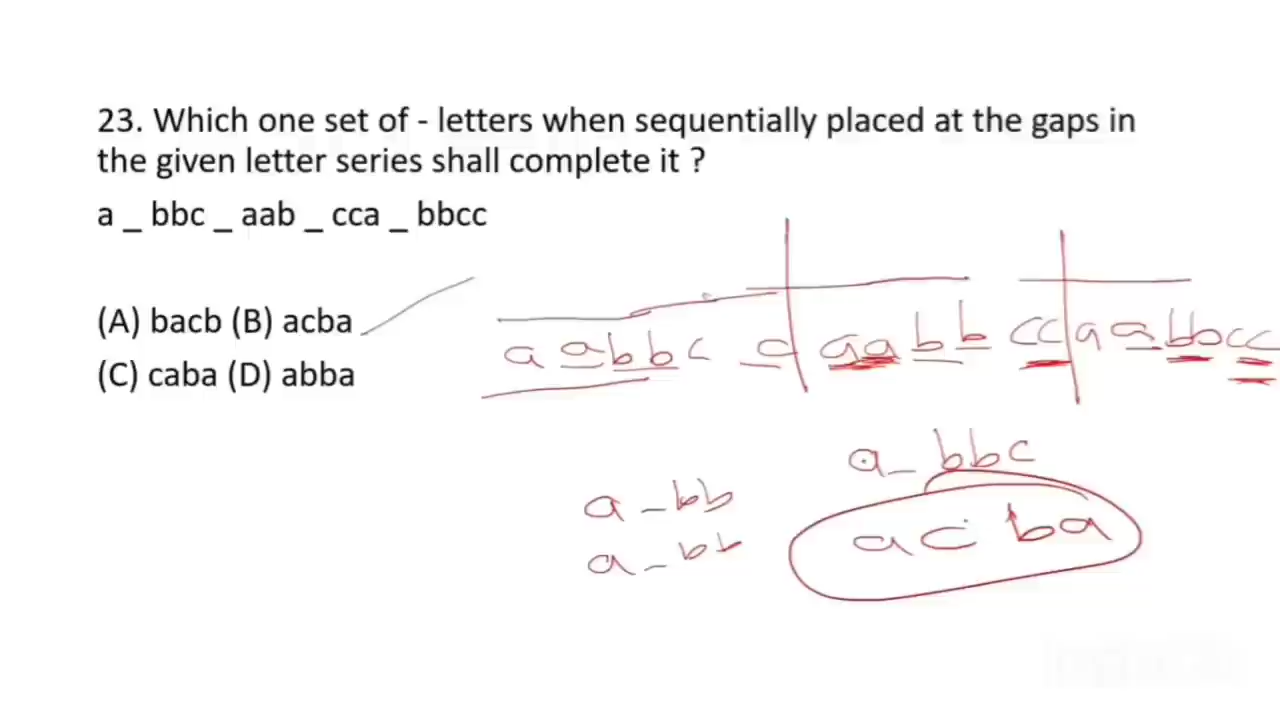 23. Which one set of - letters when sequentially placed at the gaps in
the given letter series shall complete it ?
a _ bbc _ aab _ cca _ bbcc
(A) bacb (B) acba
(C) caba (D) abba
a a b b c c a a b b c c a a b b c c
a _ b b c
a _ b b
a c b a
a _ b b